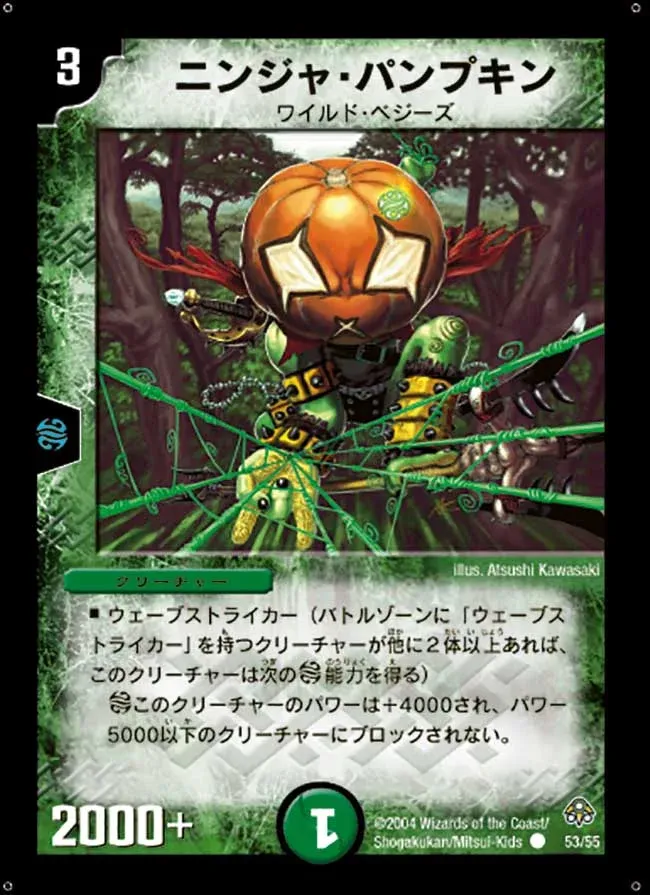 3
ニンジャ・パンプキン
ワイルド・ベジーズ
illus. Atsushi Kawasaki
クリーチャー
■ ウェーブストライカー（バトルゾーンに「ウェーブス
トライカー」を持つクリーチャーが他に2体以上あれば、
このクリーチャーは次の能力を得る）
このクリーチャーのパワーは+4000され、パワー
5000以下のクリーチャーにブロックされない。
2000+
1
©2004 Wizards of the Coast/
Shogakukan/Mitsui-Kids
53/55